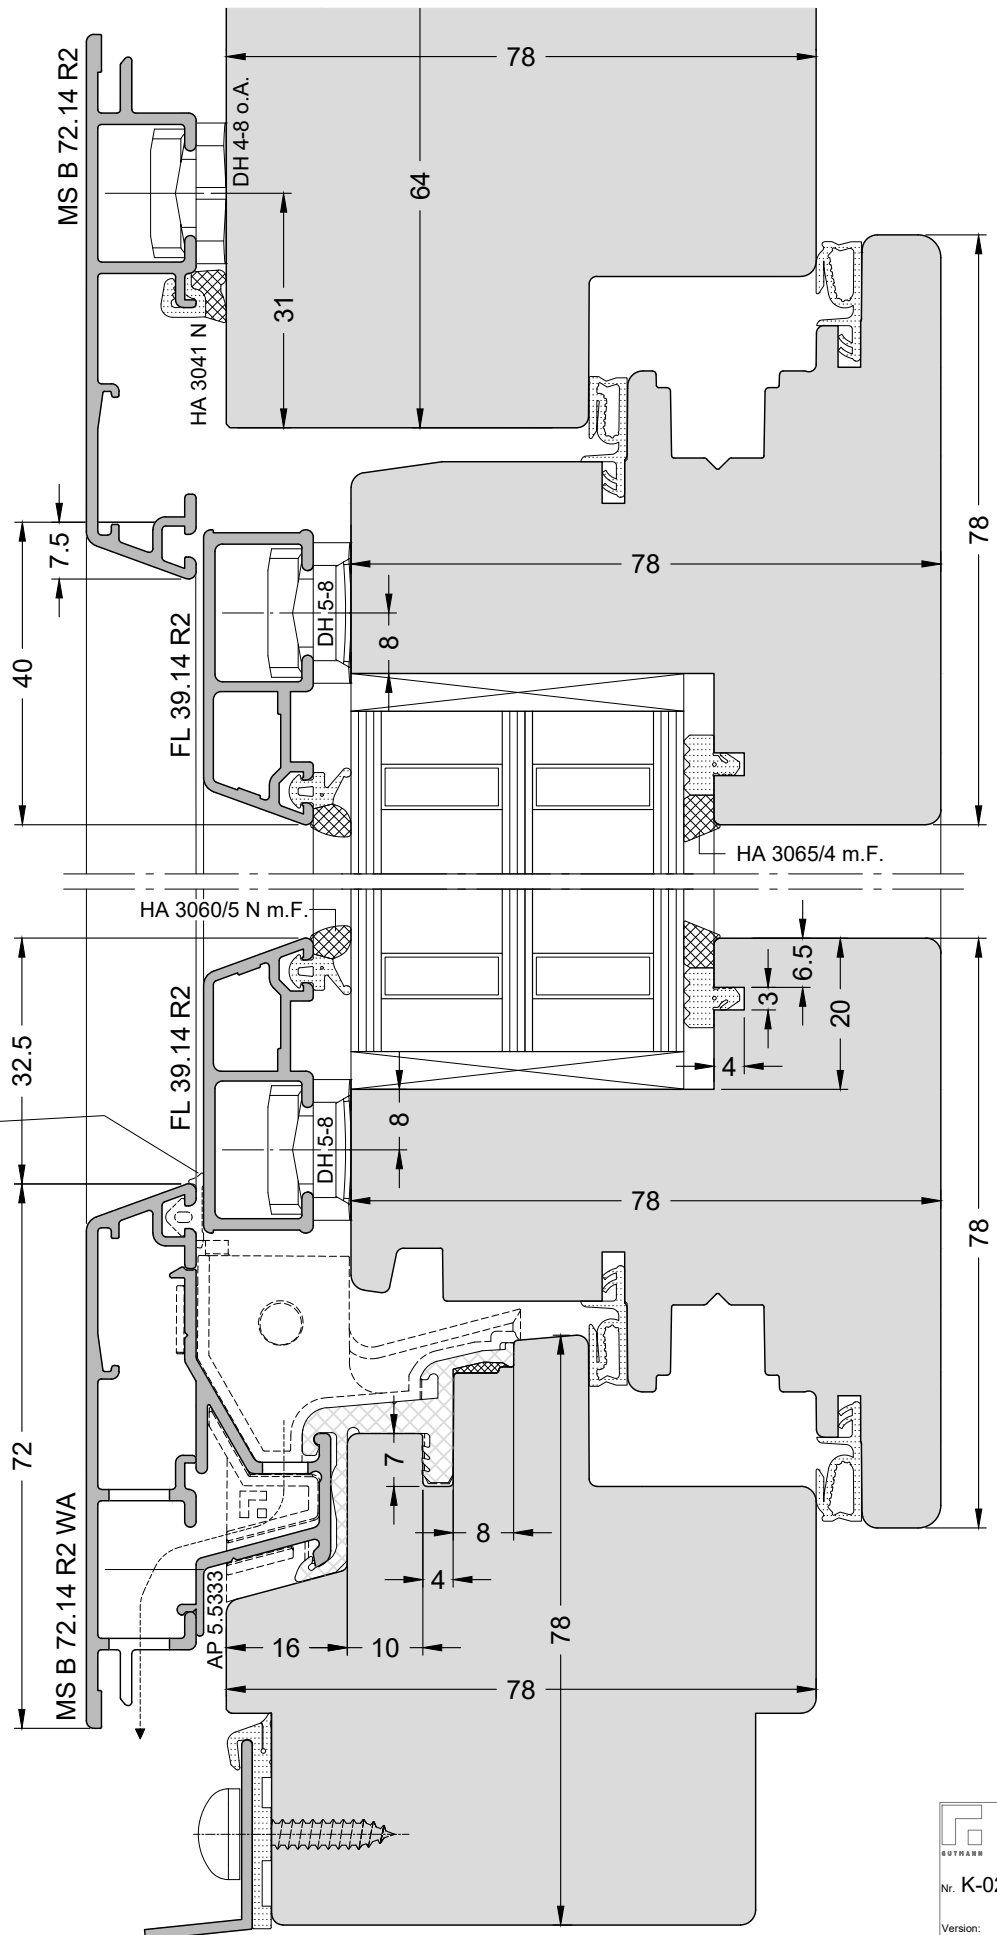 78
MS B 72.14 R2
DH 4-8 o.A.
64
31
HA 3041 N
7.5
78
78
DH 5-8
8
40
FL 39.14 R2
HA 3065/4 m.F.
HA 3060/5 N m.F.
6.5
3
20
32.5
FL 39.14 R2
4
8
DH 5-8
78
78
72
7
8
4
MS B 72.14 R2 WA
AP 5.5333
16
10
78
78
GUTMANN
Nr. K-02
Version: